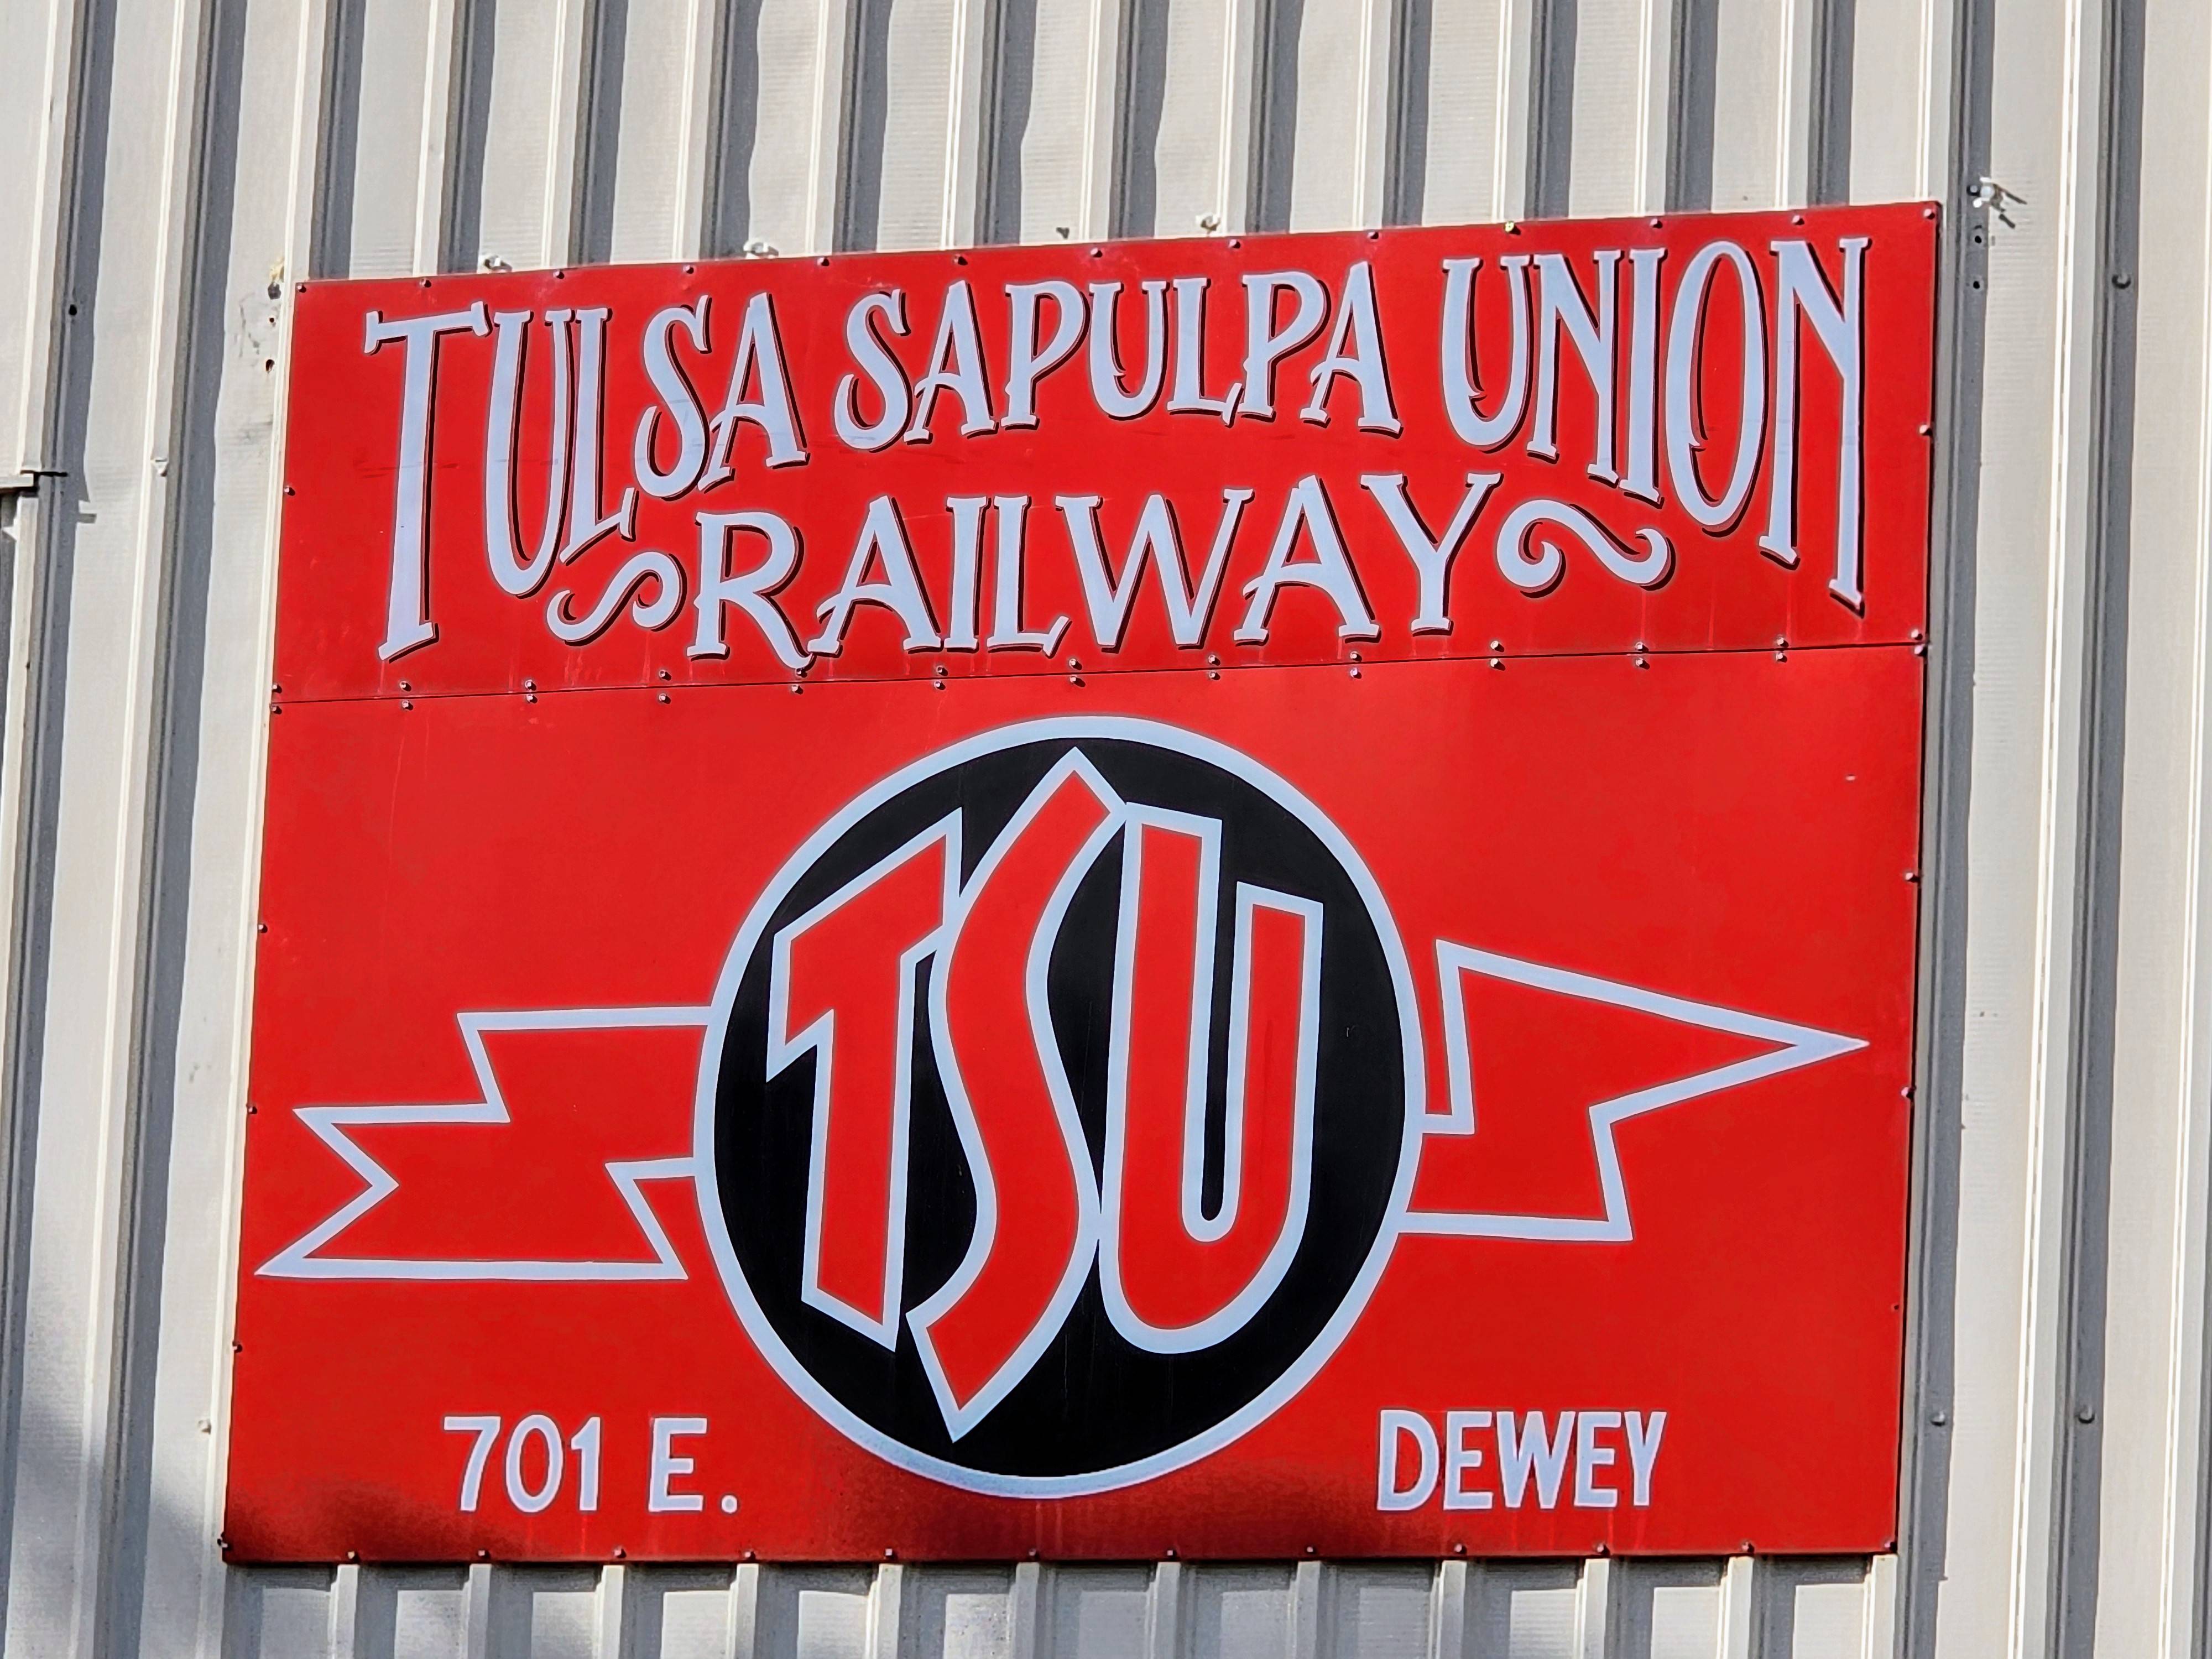 TULSA SAPULPA UNION
RAILWAY
TSU
701 E. DEWEY